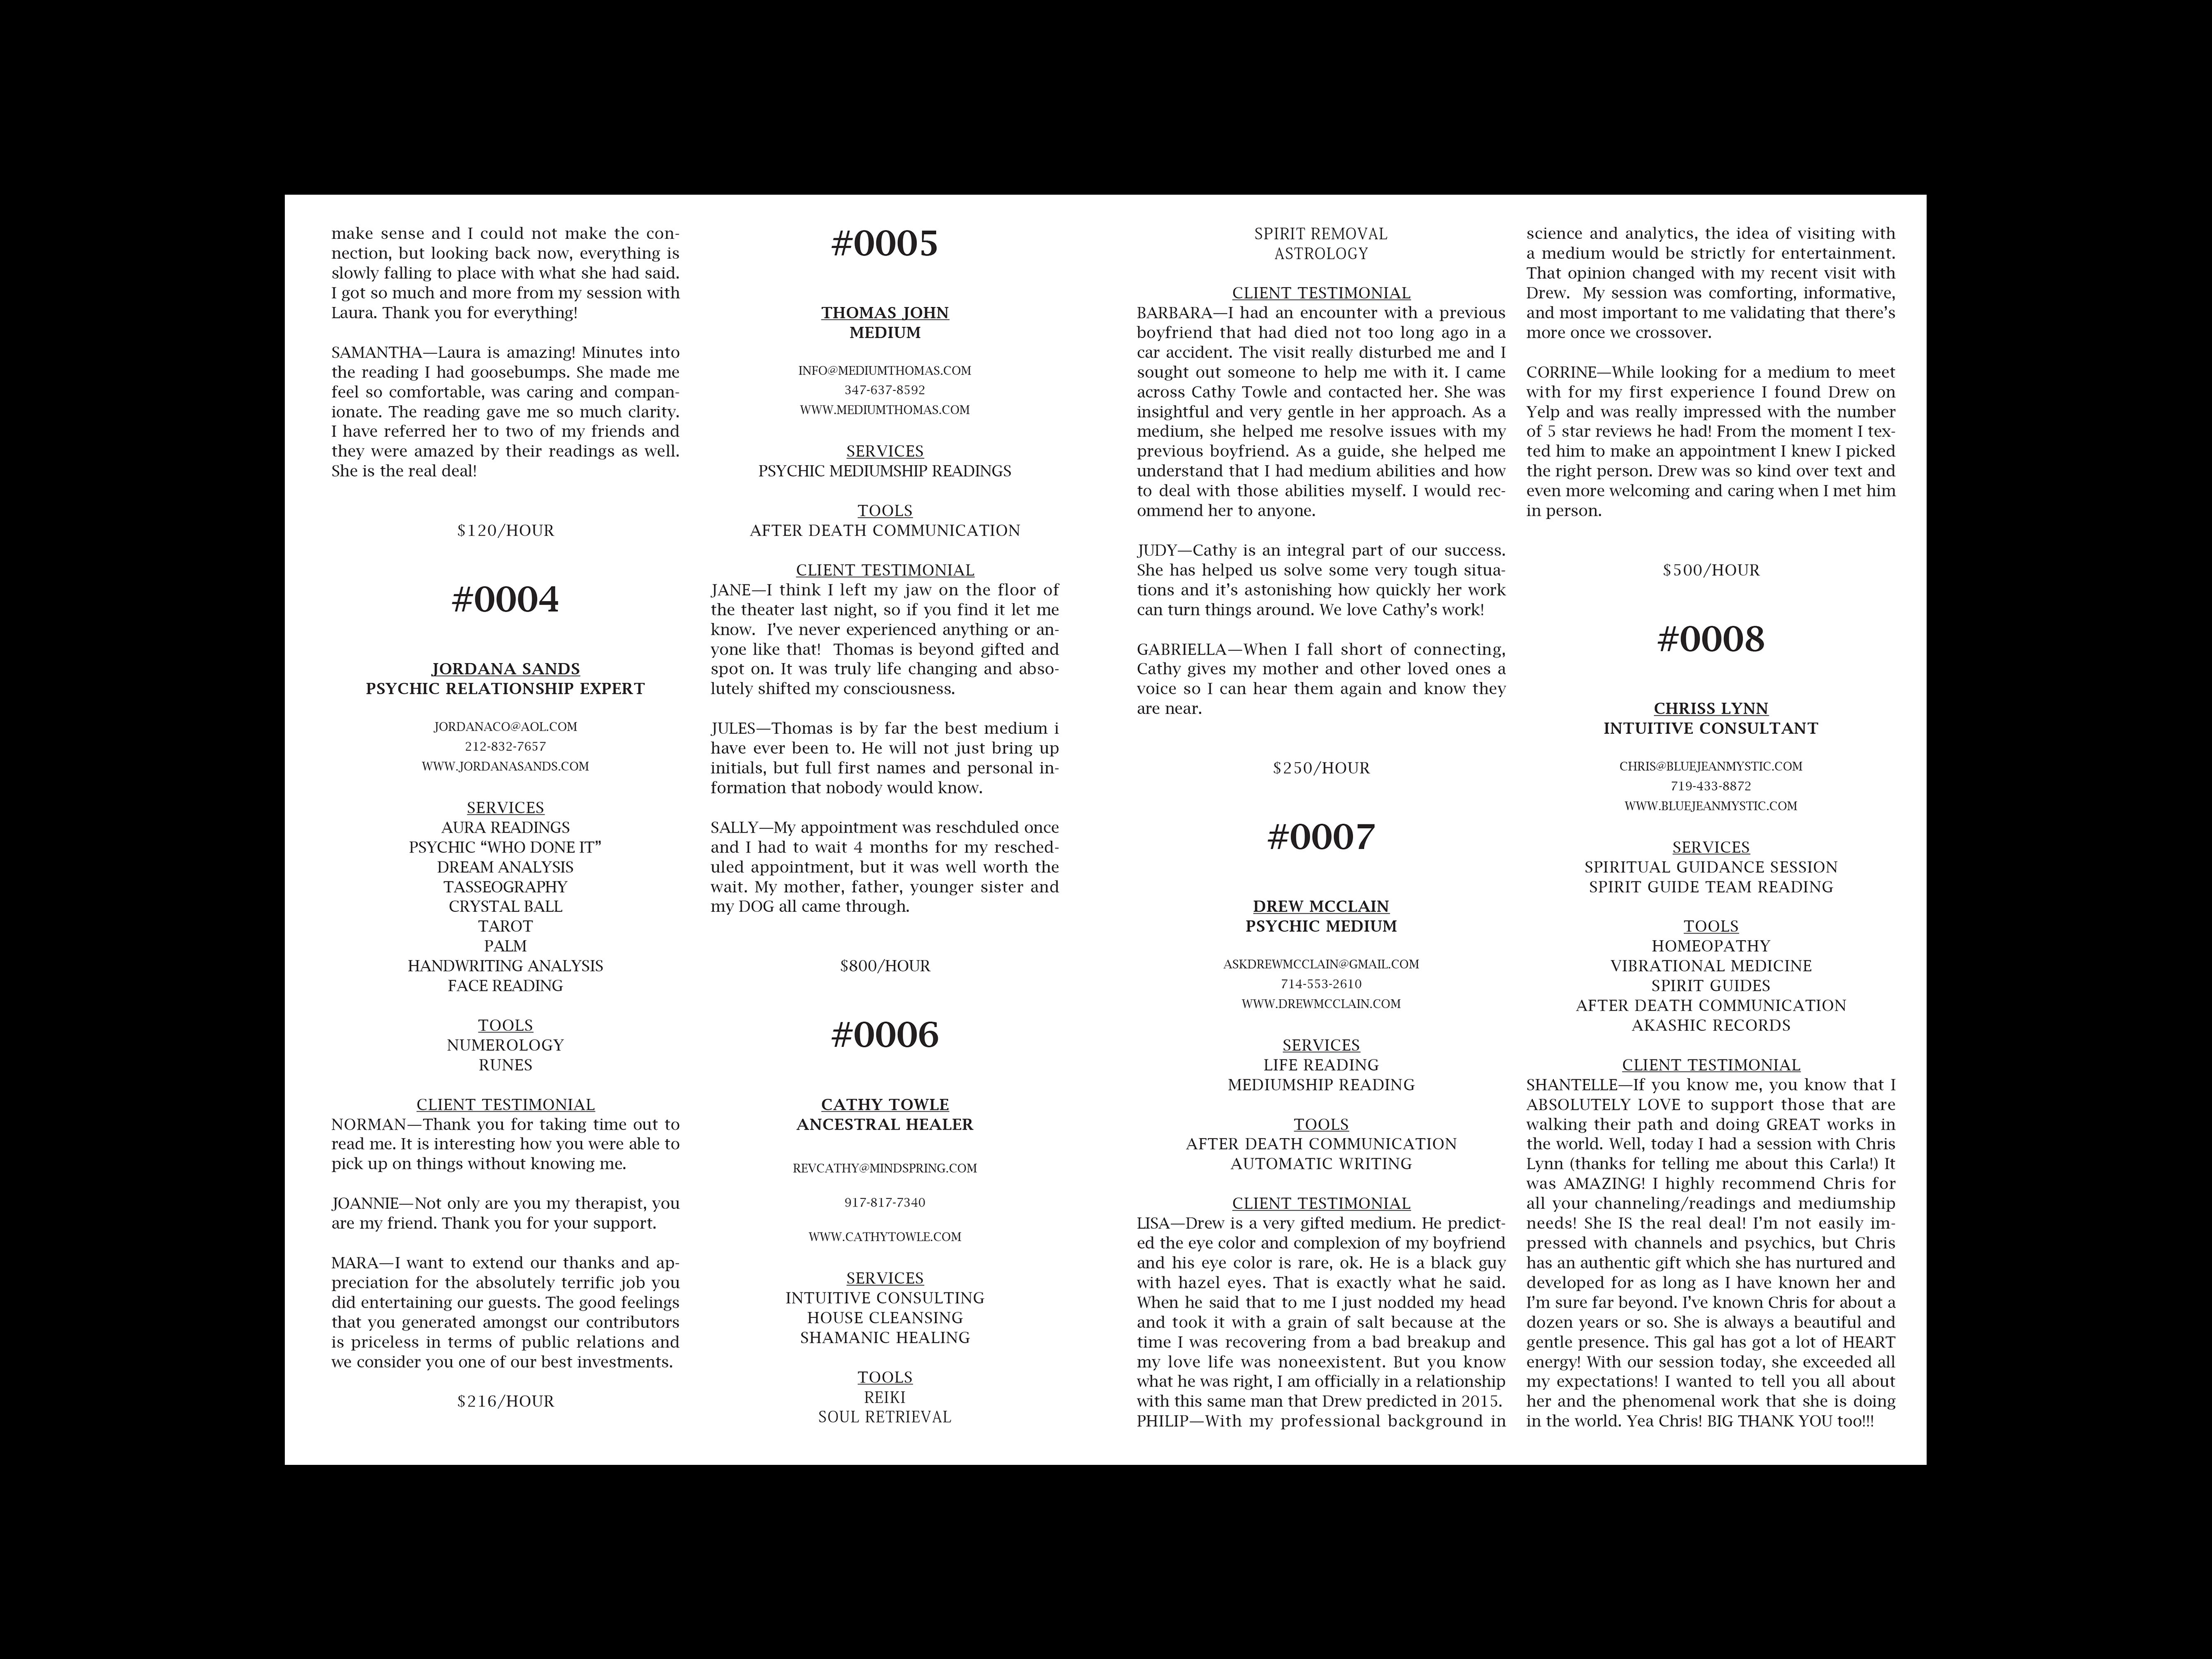 make sense and I could not make the con-
nection, but looking back now, everything is
slowly falling to place with what she had said.
I got so much and more from my session with
Laura. Thank you for everything!
SAMANTHA—Laura is amazing! Minutes into
the reading I had goosebumps. She made me
feel so comfortable, was caring and compan-
ionate. The reading gave me so much clarity.
I have referred her to two of my friends and
they were amazed by their readings as well.
She is the real deal!
$120/HOUR
#0004
JORDANA SANDS
PSYCHIC RELATIONSHIP EXPERT
JORDANACO@AOL.COM
212-832-7657
WWW.JORDANASANDS.COM
SERVICES
AURA READINGS
PSYCHIC “WHO DONE IT”
DREAM ANALYSIS
TASSEOGRAPHY
CRYSTAL BALL
TAROT
PALM
HANDWRITING ANALYSIS
FACE READING
TOOLS
NUMEROLOGY
RUNES
CLIENT TESTIMONIAL
NORMAN—Thank you for taking time out to
read me. It is interesting how you were able to
pick up on things without knowing me.
JOANNIE—Not only are you my therapist, you
are my friend. Thank you for your support.
MARA—I want to extend our thanks and ap-
preciation for the absolutely terrific job you
did entertaining our guests. The good feelings
that you generated amongst our contributors
is priceless in terms of public relations and
we consider you one of our best investments.
$216/HOUR
#0005
THOMAS JOHN
MEDIUM
INFO@MEDIUMTHOMAS.COM
347-637-8592
WWW.MEDIUMTHOMAS.COM
SERVICES
PSYCHIC MEDIUMSHIP READINGS
TOOLS
AFTER DEATH COMMUNICATION
CLIENT TESTIMONIAL
JANE—I think I left my jaw on the floor of
the theater last night, so if you find it let me
know.  I’ve never experienced anything or an-
yone like that!  Thomas is beyond gifted and
spot on. It was truly life changing and abso-
lutely shifted my consciousness.
JULES—Thomas is by far the best medium i
have ever been to. He will not just bring up
initials, but full first names and personal in-
formation that nobody would know.
SALLY—My appointment was reschduled once
and I had to wait 4 months for my resched-
uled appointment, but it was well worth the
wait. My mother, father, younger sister and
my DOG all came through.
$800/HOUR
#0006
CATHY TOWLE
ANCESTRAL HEALER
REVCATHY@MINDSPRING.COM
917-817-7340
WWW.CATHYTOWLE.COM
SERVICES
INTUITIVE CONSULTING
HOUSE CLEANSING
SHAMANIC HEALING
TOOLS
REIKI
SOUL RETRIEVAL
SPIRIT REMOVAL
ASTROLOGY
CLIENT TESTIMONIAL
BARBARA—I had an encounter with a previous
boyfriend that had died not too long ago in a
car accident. The visit really disturbed me and I
sought out someone to help me with it. I came
across Cathy Towle and contacted her. She was
insightful and very gentle in her approach. As a
medium, she helped me resolve issues with my
previous boyfriend. As a guide, she helped me
understand that I had medium abilities and how
to deal with those abilities myself. I would rec-
ommend her to anyone.
JUDY—Cathy is an integral part of our success.
She has helped us solve some very tough situa-
tions and it’s astonishing how quickly her work
can turn things around. We love Cathy’s work!
GABRIELLA—When I fall short of connecting,
Cathy gives my mother and other loved ones a
voice so I can hear them again and know they
are near.
$250/HOUR
#0007
DREW MCCLAIN
PSYCHIC MEDIUM
ASKDREWMCCLAIN@GMAIL.COM
714-553-2610
WWW.DREWMCCLAIN.COM
SERVICES
LIFE READING
MEDIUMSHIP READING
TOOLS
AFTER DEATH COMMUNICATION
AUTOMATIC WRITING
CLIENT TESTIMONIAL
LISA—Drew is a very gifted medium. He predict-
ed the eye color and complexion of my boyfriend
and his eye color is rare, ok. He is a black guy
with hazel eyes. That is exactly what he said.
When he said that to me I just nodded my head
and took it with a grain of salt because at the
time I was recovering from a bad breakup and
my love life was noneexistent. But you know
what he was right, I am officially in a relationship
with this same man that Drew predicted in 2015.
PHILIP—With my professional background in
science and analytics, the idea of visiting with
a medium would be strictly for entertainment.
That opinion changed with my recent visit with
Drew.  My session was comforting, informative,
and most important to me validating that there’s
more once we crossover.
CORRINE—While looking for a medium to meet
with for my first experience I found Drew on
Yelp and was really impressed with the number
of 5 star reviews he had! From the moment I tex-
ted him to make an appointment I knew I picked
the right person. Drew was so kind over text and
even more welcoming and caring when I met him
in person.
$500/HOUR
#0008
CHRISS LYNN
INTUITIVE CONSULTANT
CHRIS@BLUEJEANMYSTIC.COM
719-433-8872
WWW.BLUEJEANMYSTIC.COM
SERVICES
SPIRITUAL GUIDANCE SESSION
SPIRIT GUIDE TEAM READING
TOOLS
HOMEOPATHY
VIBRATIONAL MEDICINE
SPIRIT GUIDES
AFTER DEATH COMMUNICATION
AKASHIC RECORDS
CLIENT TESTIMONIAL
SHANTELLE—If you know me, you know that I
ABSOLUTELY LOVE to support those that are
walking their path and doing GREAT works in
the world. Well, today I had a session with Chris
Lynn (thanks for telling me about this Carla!) It
was AMAZING! I highly recommend Chris for
all your channeling/readings and mediumship
needs! She IS the real deal! I’m not easily im-
pressed with channels and psychics, but Chris
has an authentic gift which she has nurtured and
developed for as long as I have known her and
I’m sure far beyond. I’ve known Chris for about a
dozen years or so. She is always a beautiful and
gentle presence. This gal has got a lot of HEART
energy! With our session today, she exceeded all
my expectations! I wanted to tell you all about
her and the phenomenal work that she is doing
in the world. Yea Chris! BIG THANK YOU too!!!